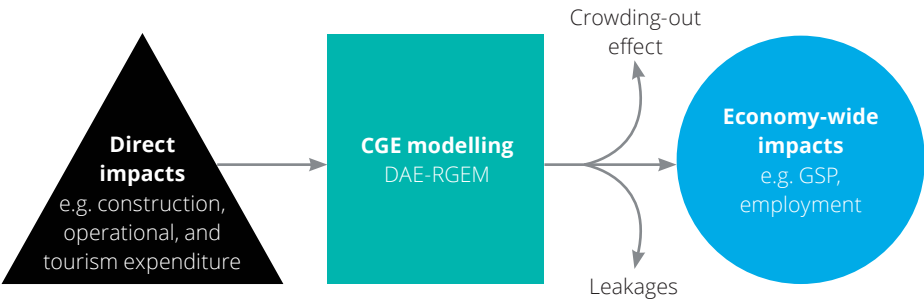 Direct
impacts
e.g. construction,
operational, and
tourism expenditure
CGE modelling
DAE-RGEM
Crowding-out
effect
Leakages
Economy-wide
impacts
e.g. GSP,
employment